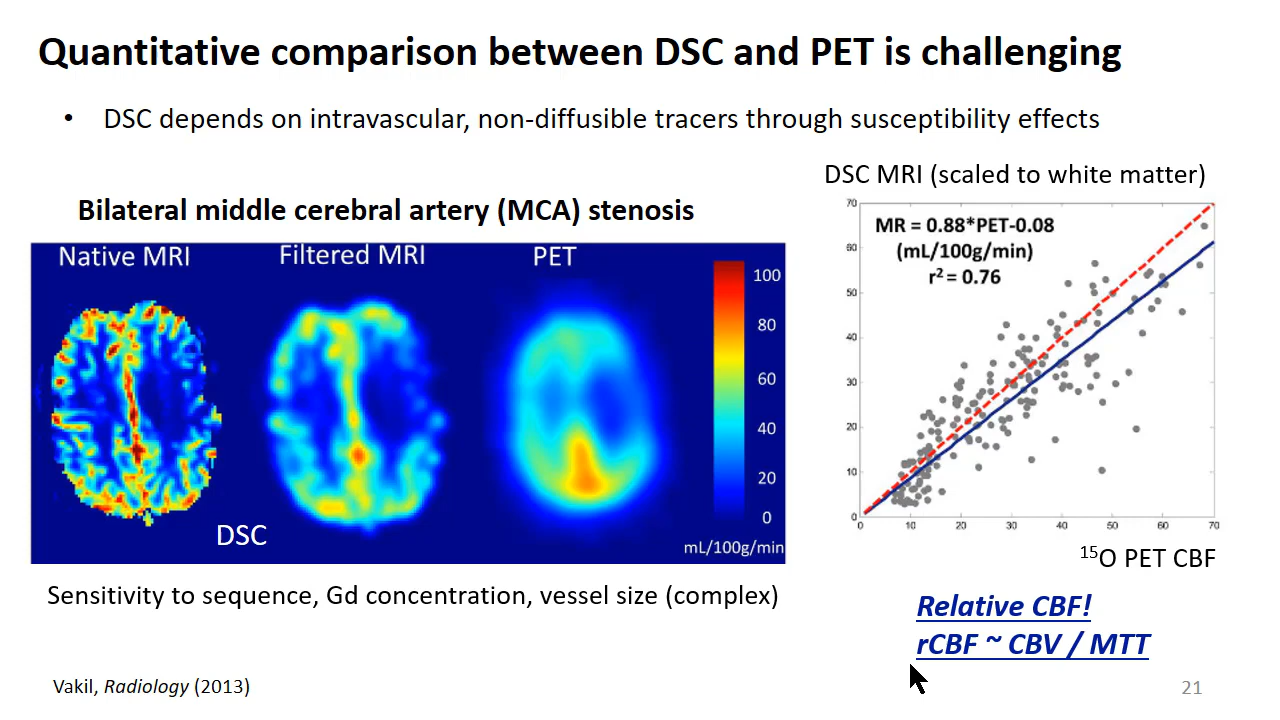 Quantitative comparison between DSC and PET is challenging
• DSC depends on intravascular, non-diffusible tracers through susceptibility effects
Bilateral middle cerebral artery (MCA) stenosis
Native MRI
Filtered MRI
PET
100
80
60
40
20
0
mL/100g/min
DSC
Sensitivity to sequence, Gd concentration, vessel size (complex)
DSC MRI (scaled to white matter)
MR = 0.88*PET-0.08
(mL/100g/min)
r² = 0.76
70
60
50
40
30
20
10
0
0 10 20 30 40 50 60 70
¹⁵O PET CBF
Relative CBF!
rCBF ~ CBV / MTT
Vakil, Radiology (2013)
21